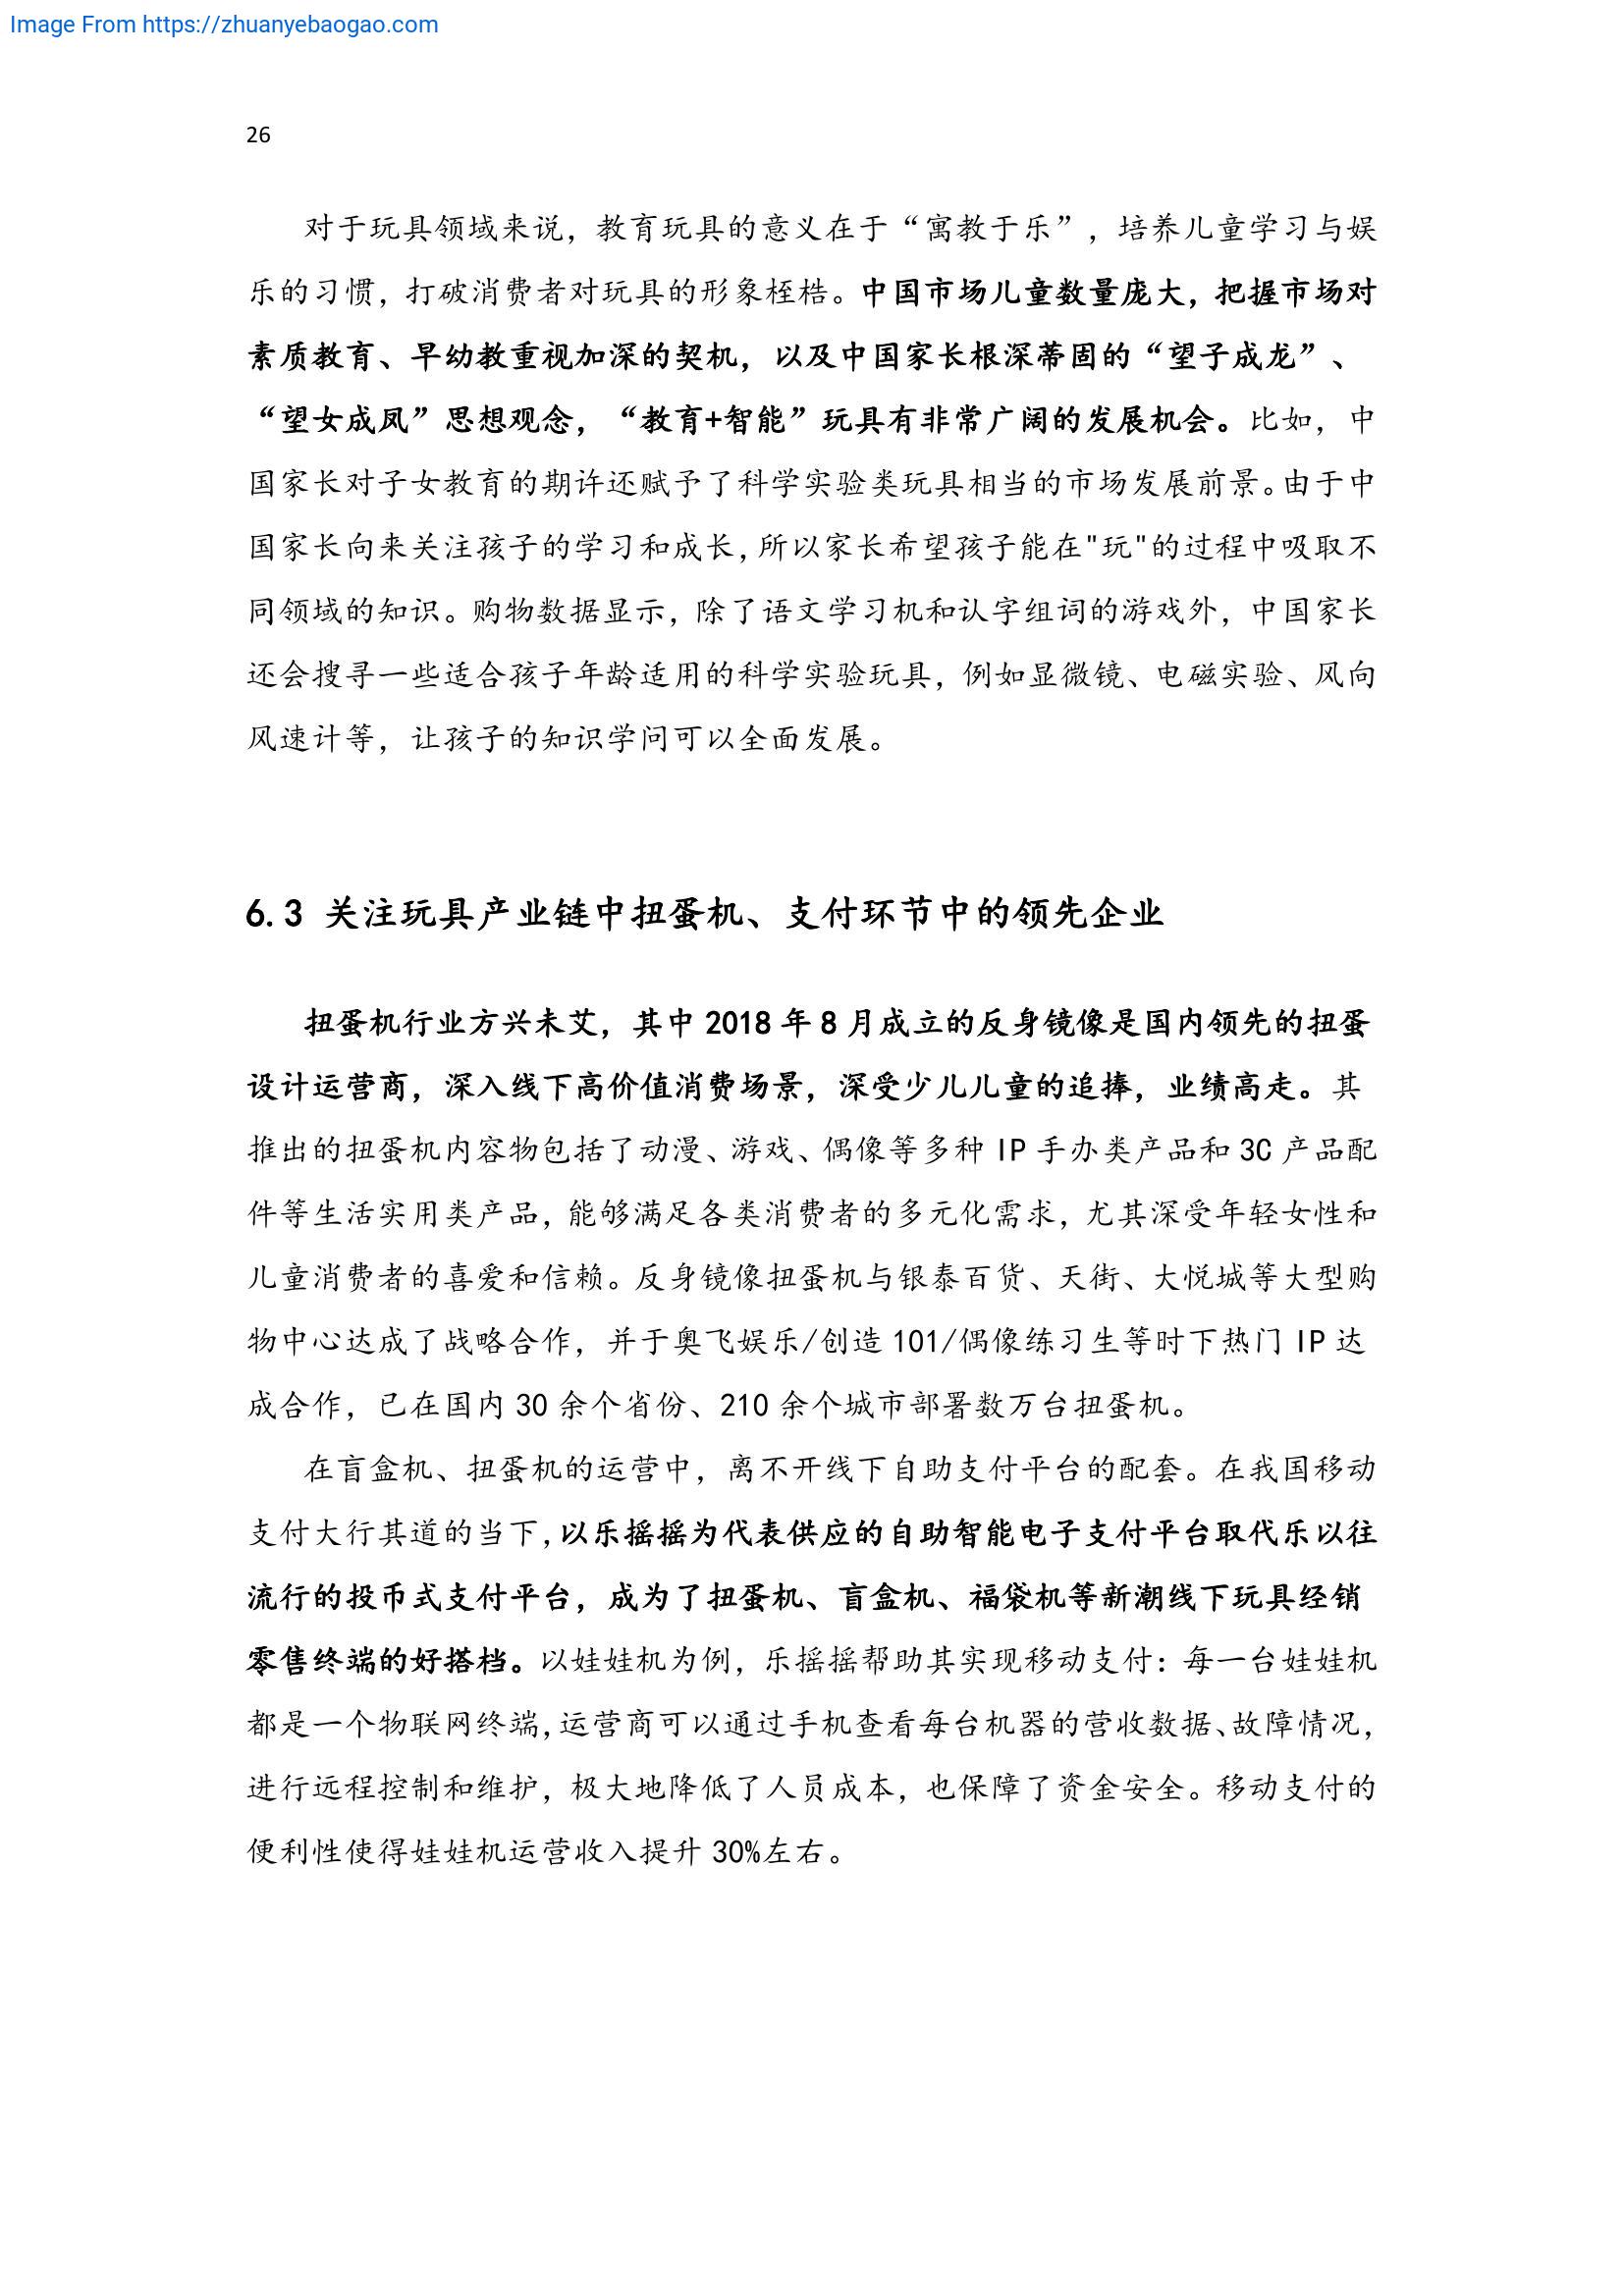 Image From https://zhuanyebaogao.com
26
对于玩具领域来说，教育玩具的意义在于“寓教于乐”，培养儿童学习与娱
乐的习惯，打破消费者对玩具的形象桎梏。中国市场儿童数量庞大，把握市场对
素质教育、早幼教重视加深的契机，以及中国家长根深蒂固的“望子成龙”、
“望女成凤”思想观念，“教育+智能”玩具有非常广阔的发展机会。比如，中
国家长对子女教育的期许还赋予了科学实验类玩具相当的市场发展前景。由于中
国家长向来关注孩子的学习和成长，所以家长希望孩子能在"玩"的过程中吸取不
同领域的知识。购物数据显示，除了语文学习机和认字组词的游戏外，中国家长
还会搜寻一些适合孩子年龄适用的科学实验玩具，例如显微镜、电磁实验、风向
风速计等，让孩子的知识学问可以全面发展。
6.3 关注玩具产业链中扭蛋机、支付环节中的领先企业
扭蛋机行业方兴未艾，其中 2018 年 8 月成立的反身镜像是国内领先的扭蛋
设计运营商，深入线下高价值消费场景，深受少儿儿童的追捧，业绩高走。其
推出的扭蛋机内容物包括了动漫、游戏、偶像等多种 IP 手办类产品和 3C 产品配
件等生活实用类产品，能够满足各类消费者的多元化需求，尤其深受年轻女性和
儿童消费者的喜爱和信赖。反身镜像扭蛋机与银泰百货、天街、大悦城等大型购
物中心达成了战略合作，并于奥飞娱乐/创造 101/偶像练习生等时下热门 IP 达
成合作，已在国内 30 余个省份、210 余个城市部署数万台扭蛋机。
在盲盒机、扭蛋机的运营中，离不开线下自助支付平台的配套。在我国移动
支付大行其道的当下，以乐摇摇为代表供应的自助智能电子支付平台取代乐以往
流行的投币式支付平台，成为了扭蛋机、盲盒机、福袋机等新潮线下玩具经销
零售终端的好搭档。以娃娃机为例，乐摇摇帮助其实现移动支付：每一台娃娃机
都是一个物联网终端，运营商可以通过手机查看每台机器的营收数据、故障情况，
进行远程控制和维护，极大地降低了人员成本，也保障了资金安全。移动支付的
便利性使得娃娃机运营收入提升 30%左右。